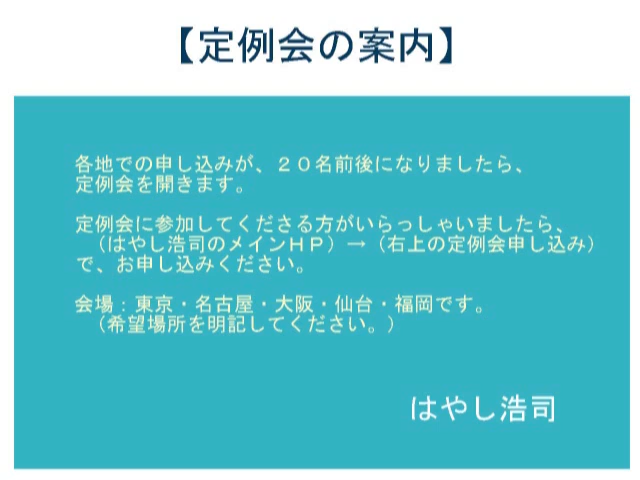 【定例会の案内】
各地での申し込みが、２０名前後になりましたら、
定例会を開きます。
定例会に参加してくださる方がいらっしゃいましたら、
（はやし浩司のメインＨＰ）→（右上の定例会申し込み）
で、お申し込みください。
会場：東京・名古屋・大阪・仙台・福岡です。
（希望場所を明記してください。）
はやし浩司